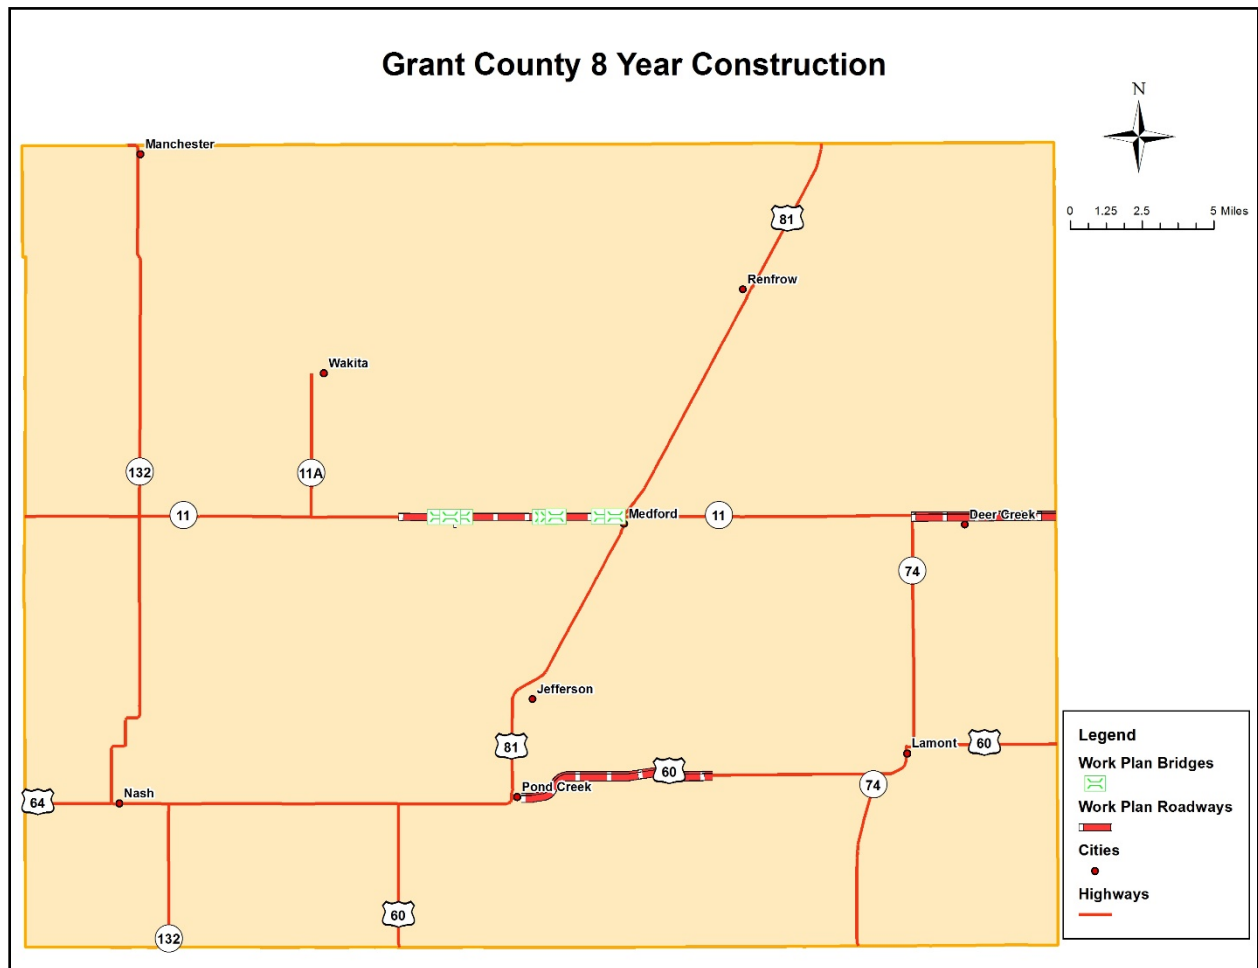 Grant County 8 Year Construction
N
0 1.25 2.5 5 Miles
Manchester
81
Renfrow
Wakita
132
11A
11
Medford
11
Deer Creek
74
Jefferson
81
Lamont
60
60
64
Nash
Pond Creek
74
60
132
Legend
Work Plan Bridges
Work Plan Roadways
Cities
Highways